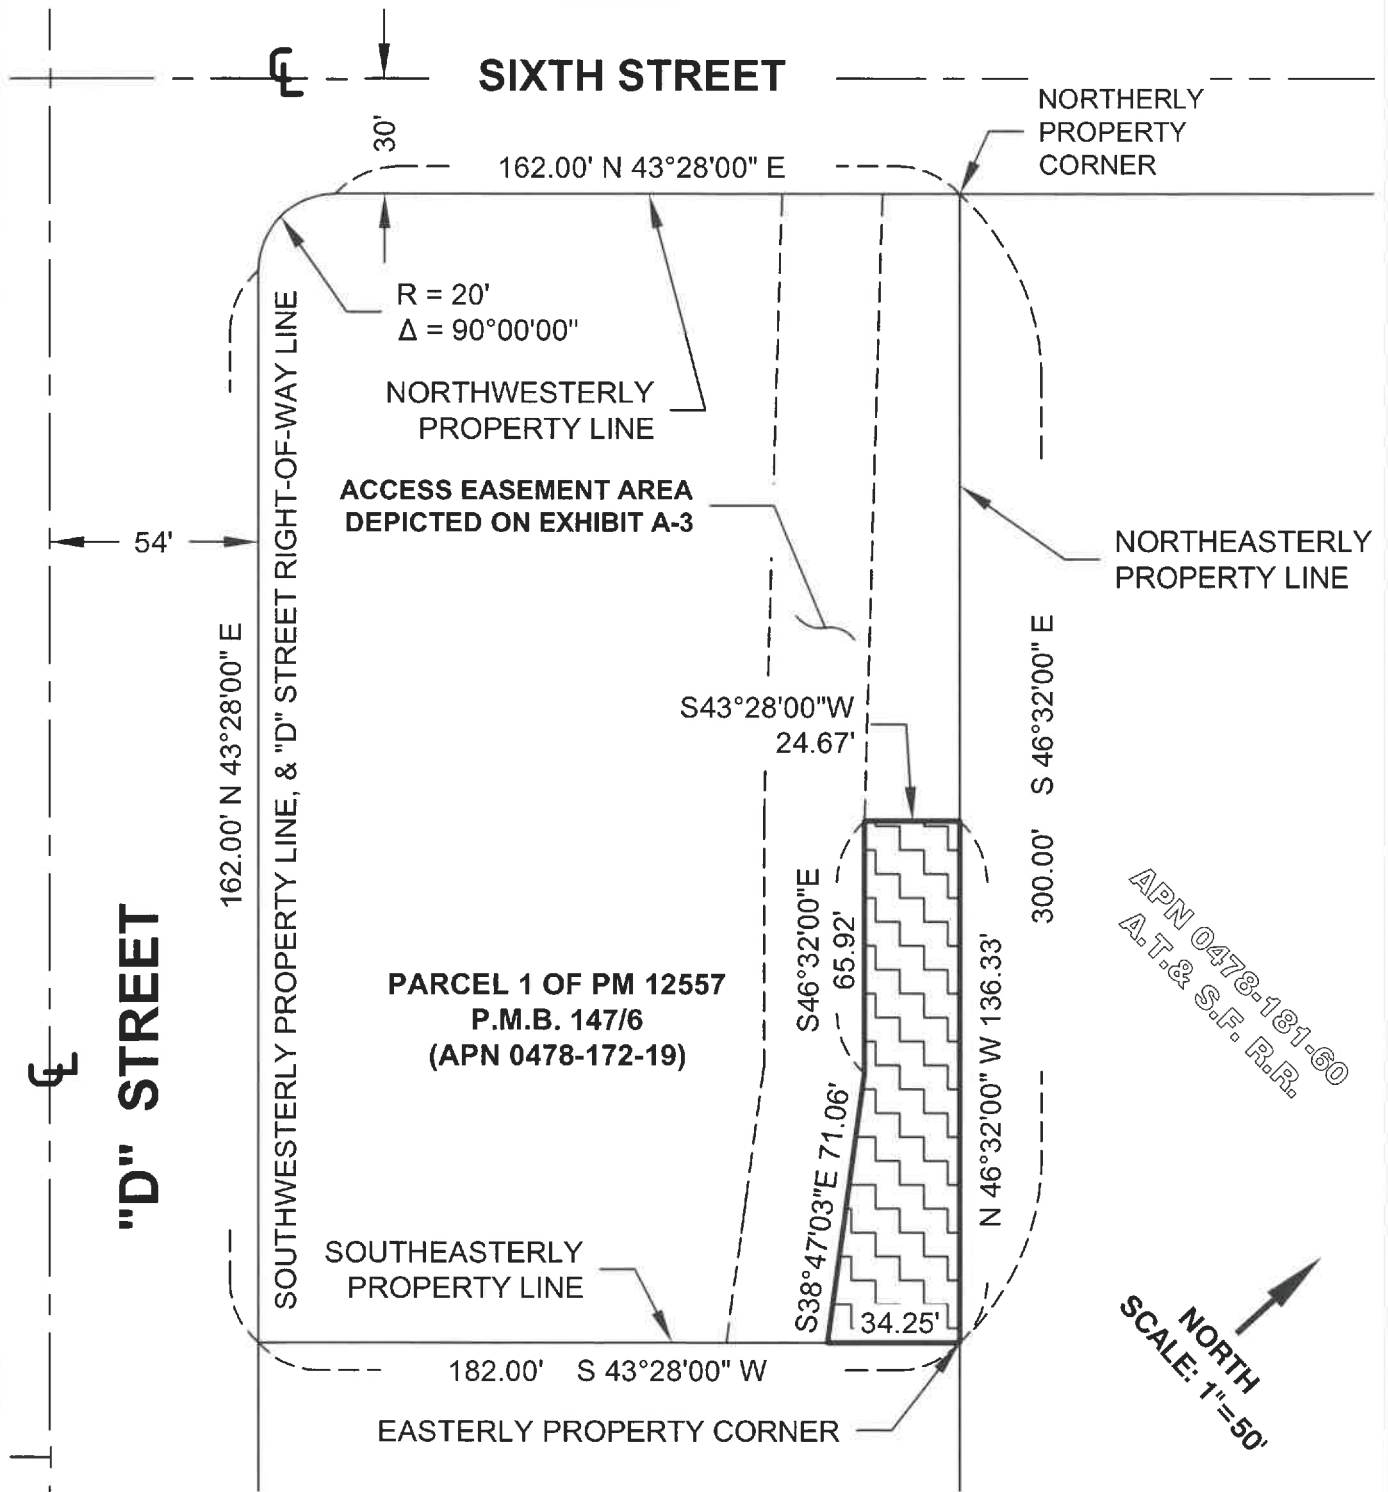 SIXTH STREET
30'
162.00' N 43°28'00" E
NORTHERLY
PROPERTY
CORNER
R = 20'
Δ = 90°00'00"
NORTHWESTERLY
PROPERTY LINE
ACCESS EASEMENT AREA
DEPICTED ON EXHIBIT A-3
54'
NORTHEASTERLY
PROPERTY LINE
162.00' N 43°28'00" E
SOUTHWESTERLY PROPERTY LINE, & "D" STREET RIGHT-OF-WAY LINE
S43°28'00"W
24.67'
300.00' S 46°32'00" E
"D" STREET
S46°32'00"E
65.92'
N 46°32'00" W 136.33'
APN 0478-181-60
A.T.& S.F. R.R.
PARCEL 1 OF PM 12557
P.M.B. 147/6
(APN 0478-172-19)
S38°47'03"E 71.06'
SOUTHEASTERLY
PROPERTY LINE
34.25'
182.00' S 43°28'00" W
EASTERLY PROPERTY CORNER
NORTH
SCALE: 1"=50'